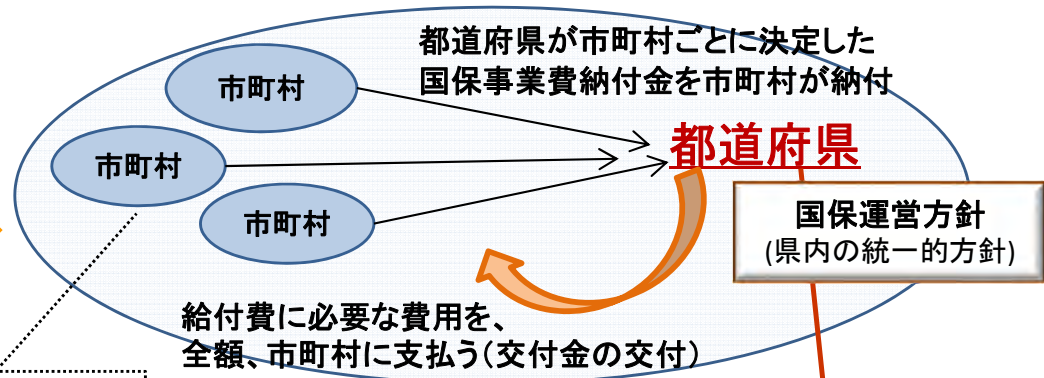 都道府県が市町村ごとに決定した
国保事業費納付金を市町村が納付
市町村
市町村
市町村
都道府県
国保運営方針
(県内の統一的方針)
給付費に必要な費用を、
全額、市町村に支払う(交付金の交付)